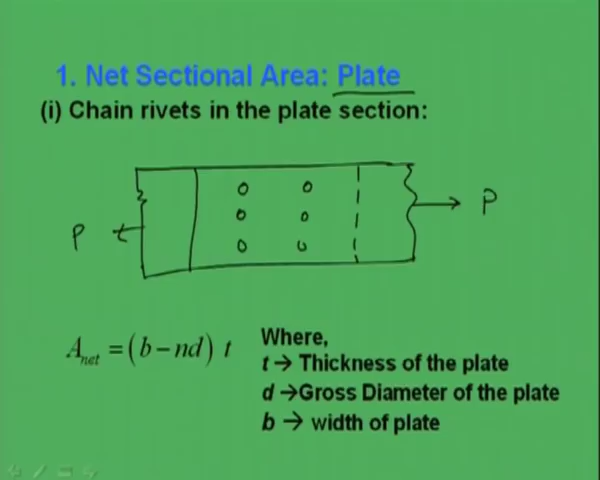 1. Net Sectional Area: Plate
(i) Chain rivets in the plate section:
P
P
A_net = (b − nd) t
Where,
t → Thickness of the plate
d → Gross Diameter of the plate
b → width of plate